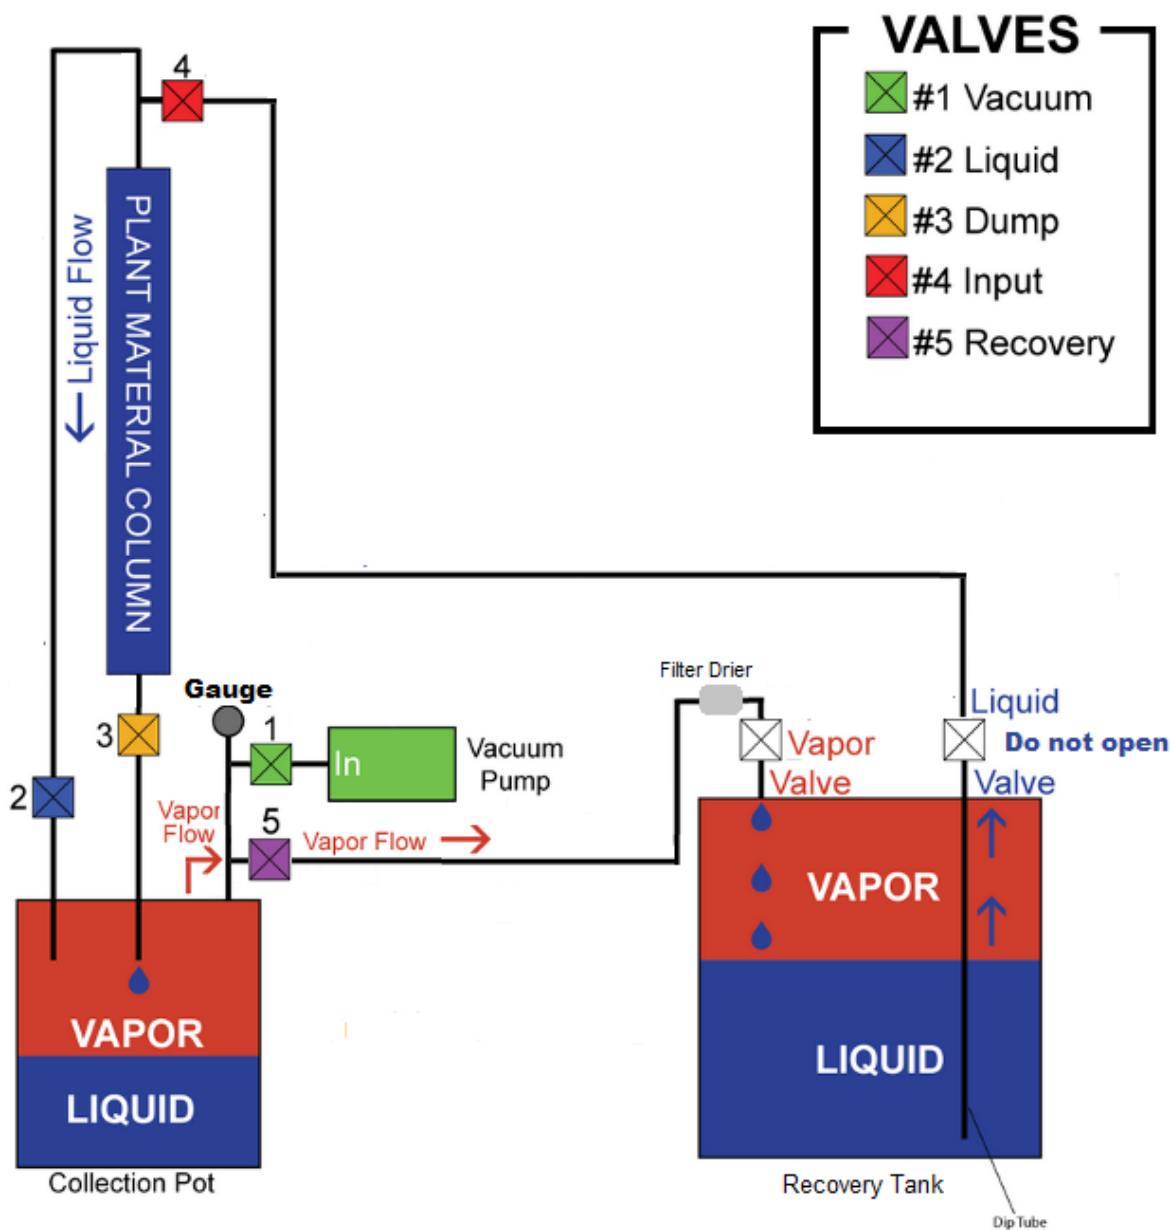 VALVES
#1 Vacuum
#2 Liquid
#3 Dump
#4 Input
#5 Recovery
4
PLANT MATERIAL COLUMN
Liquid Flow
3
2
Gauge
1
In
Vacuum
Pump
Vapor
Flow
5
Vapor Flow
Filter Drier
Vapor
Valve
Liquid
Do not open
Valve
VAPOR
LIQUID
Collection Pot
VAPOR
LIQUID
Recovery Tank
Dip Tube